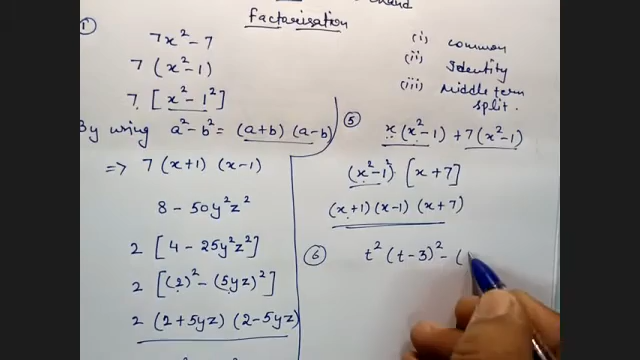 Chand
Factorisation
(i) common
(ii) Identity
(iii) Middle term split.
①
7x² - 7
7 (x² - 1)
7 [x² - 1²]
By using a² - b² = (a+b) (a-b)
=> 7 (x+1) (x-1)
8 - 50y²z²
2 [4 - 25y²z²]
2 [(2)² - (5yz)²]
2 (2+5yz) (2-5yz)
⑤
x(x²-1) + 7(x²-1)
(x²-1²) [x+7]
(x+1)(x-1) (x+7)
⑥ t² (t-3)² - (